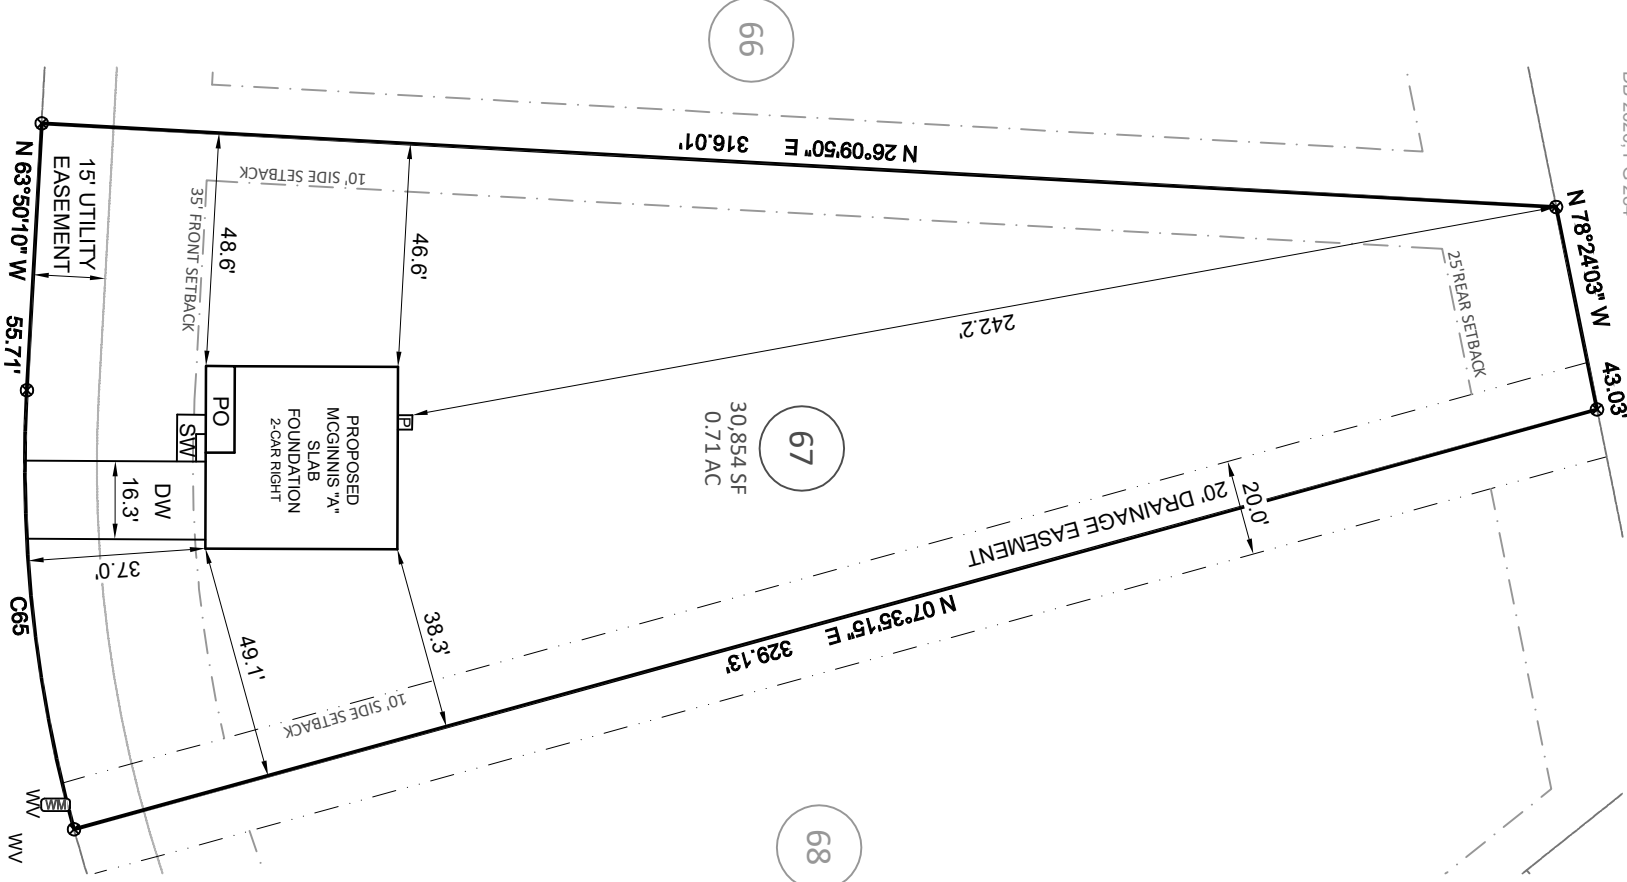 66
N 26°09'50" E 316.01'
10' SIDE SETBACK
35' FRONT SETBACK
15' UTILITY
EASEMENT
N 63°50'10" W 55.71'
48.6'
46.6'
N 78°24'03" W 43.03'
25'REAR SETBACK
242.2'
PO
SW
P
PROPOSED
MCGINNIS "A"
SLAB
FOUNDATION
2-CAR RIGHT
67
30,854 SF
0.71 AC
DW
16.3'
37.0'
C65
49.1'
38.3'
20' DRAINAGE EASEMENT
20.0'
N 07°35'15" E 329.13'
10' SIDE SETBACK
WM
WV
WV
68